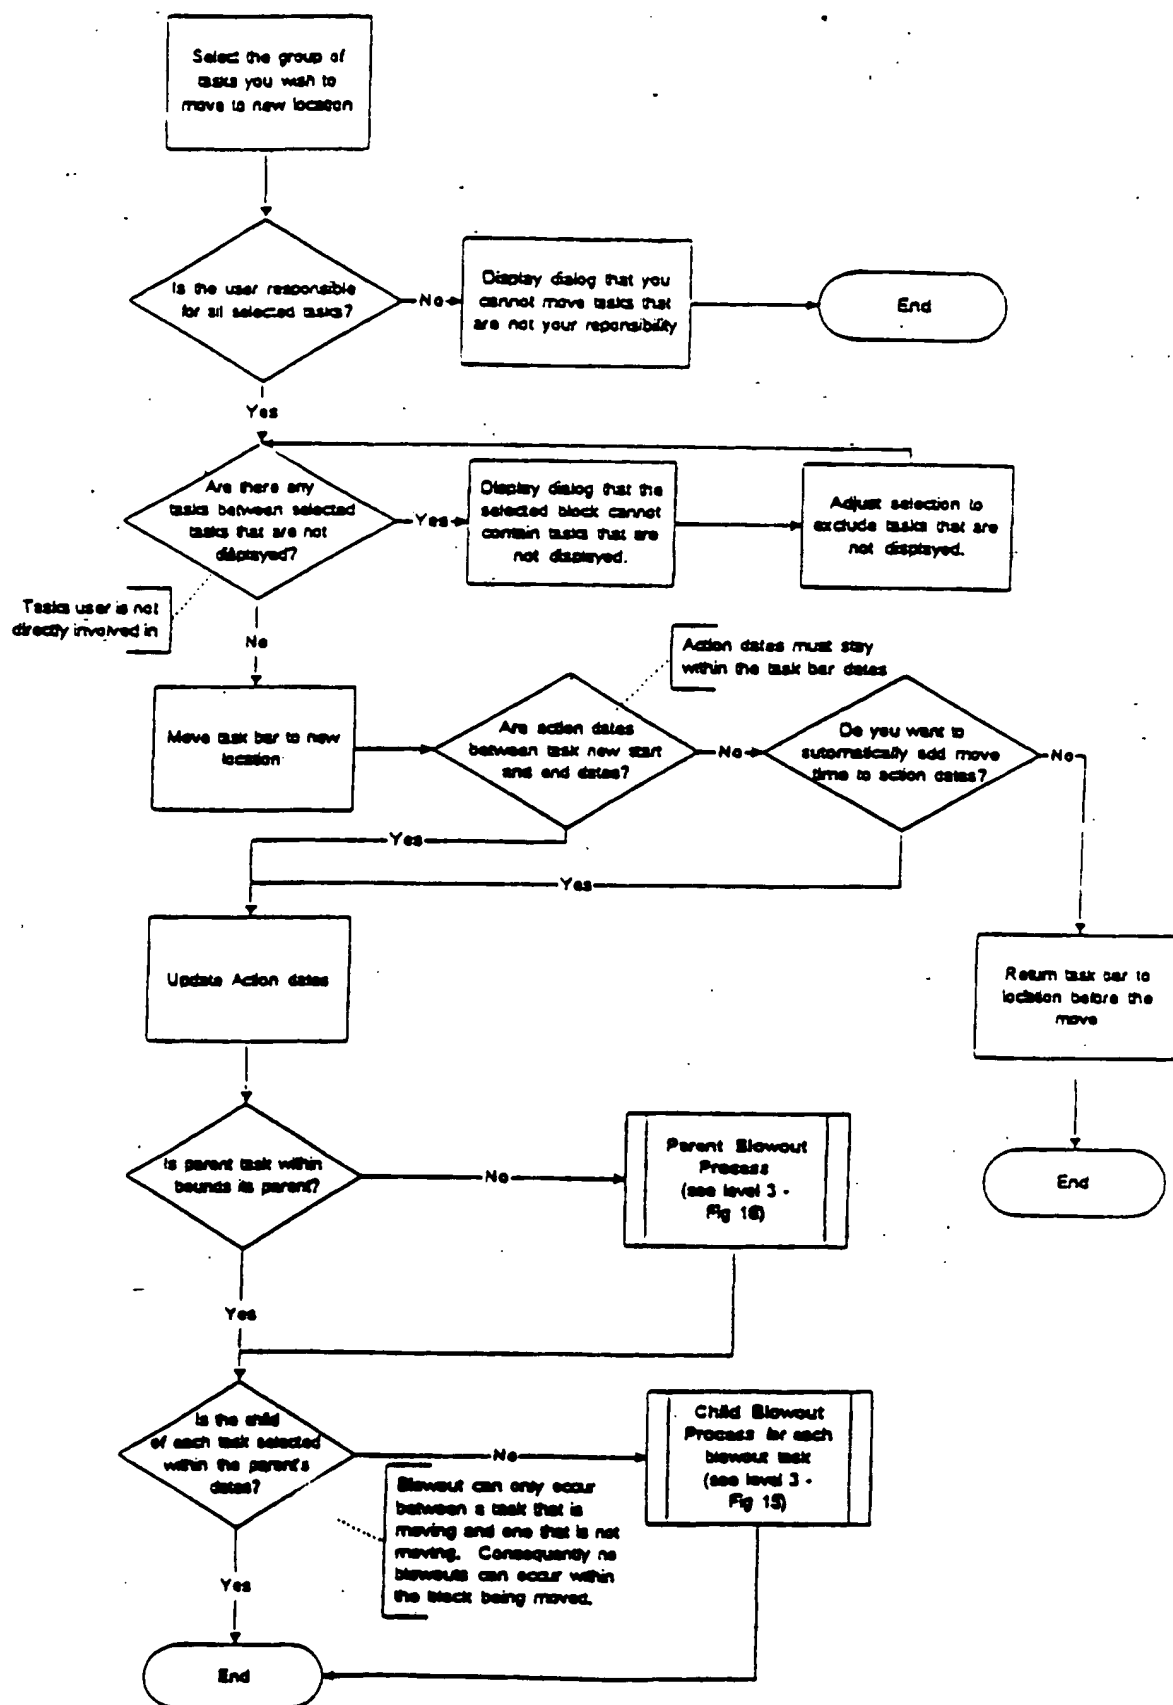 Select the group of
tasks you wish to
move to new location
Is the user responsible
for all selected tasks?
No
Display dialog that you
cannot move tasks that
are not your reponsibility
End
Yes
Are there any
tasks between selected
tasks that are not
displayed?
Yes
Display dialog that the
selected block cannot
contain tasks that are
not displayed.
Adjust selection to
exclude tasks that are
not displayed.
Tasks user is not
directly involved in
No
Action dates must stay
within the task bar dates
Move task bar to new
location
Are action dates
between task new start
and end dates?
No
Do you want to
automatically add move
time to action dates?
No
Yes
Yes
Update Action dates
Return task bar to
location before the
move
Is parent task within
bounds its parent?
No
Parent Blowout
Process
(see level 3 -
Fig 16)
End
Yes
Is the child
of each task selected
within the parent's
dates?
No
Child Blowout
Process for each
blowout task
(see level 3 -
Fig 15)
Blowout can only occur
between a task that is
moving and one that is not
moving. Consequently no
blowouts can occur within
the block being moved.
Yes
End